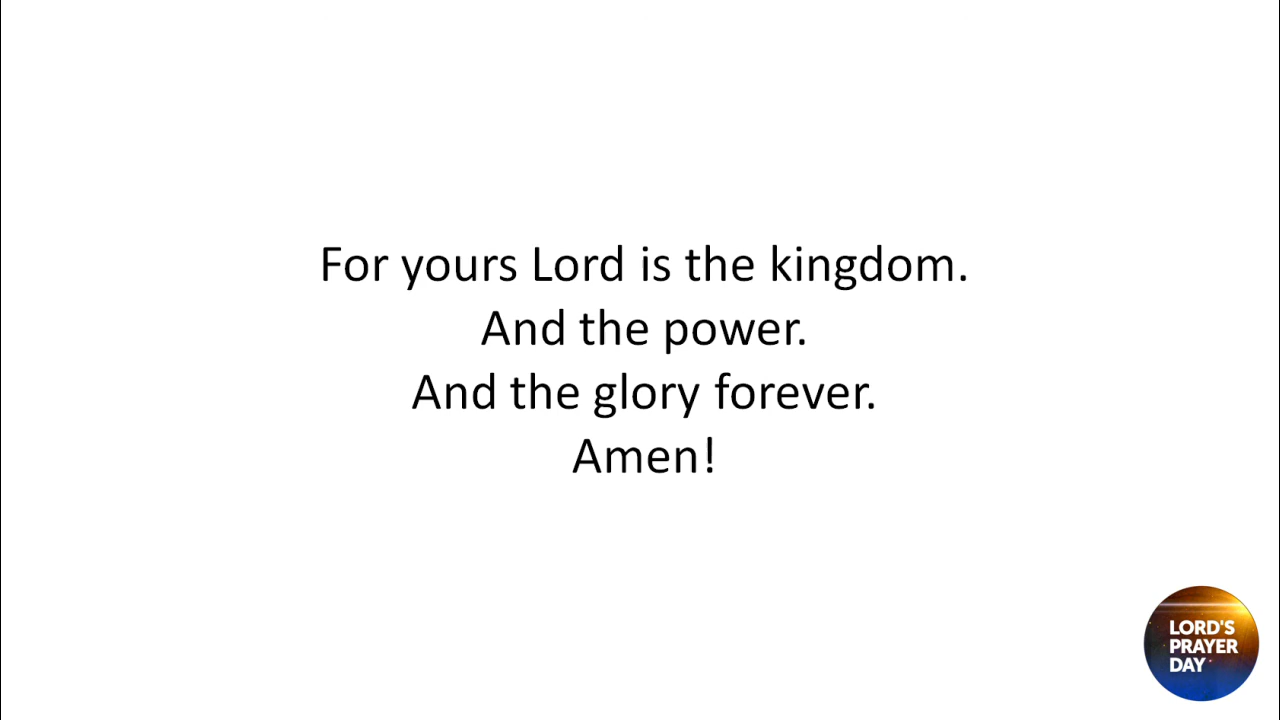 For yours Lord is the kingdom.
And the power.
And the glory forever.
Amen!
LORD'S
PRAYER
DAY